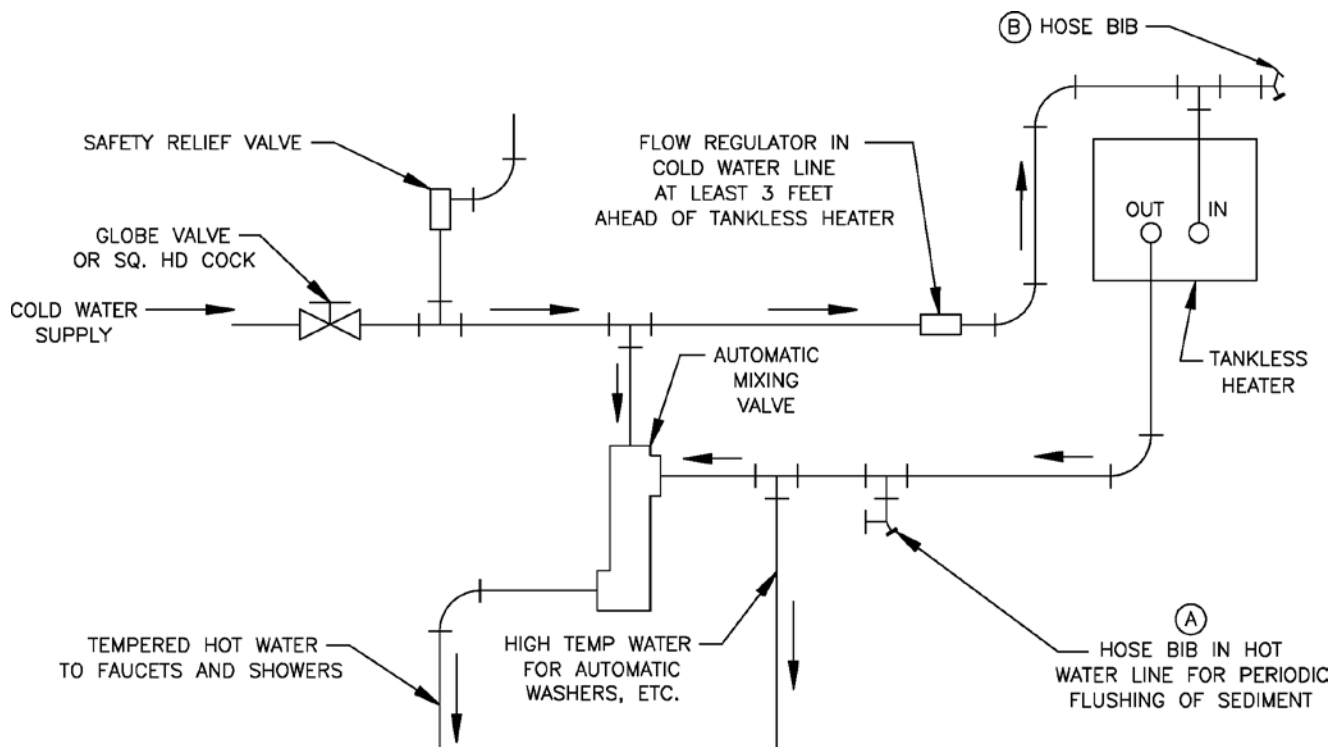 B HOSE BIB
SAFETY RELIEF VALVE
FLOW REGULATOR IN
COLD WATER LINE
AT LEAST 3 FEET
AHEAD OF TANKLESS HEATER
GLOBE VALVE
OR SQ. HD COCK
OUT IN
COLD WATER
SUPPLY
AUTOMATIC
MIXING
VALVE
TANKLESS
HEATER
TEMPERED HOT WATER
TO FAUCETS AND SHOWERS
HIGH TEMP WATER
FOR AUTOMATIC
WASHERS, ETC.
A
HOSE BIB IN HOT
WATER LINE FOR PERIODIC
FLUSHING OF SEDIMENT